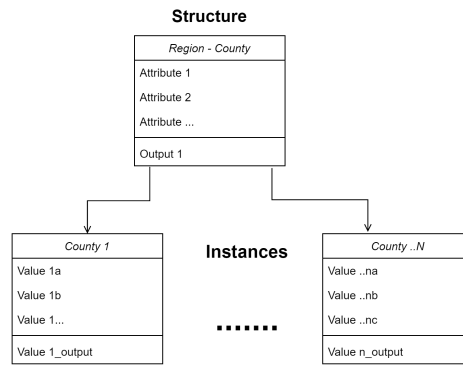 Structure
Region - County
Attribute 1
Attribute 2
Attribute ...
Output 1
Instances
County 1
Value 1a
Value 1b
Value 1...
Value 1_output
.......
County ..N
Value ..na
Value ..nb
Value ..nc
Value n_output